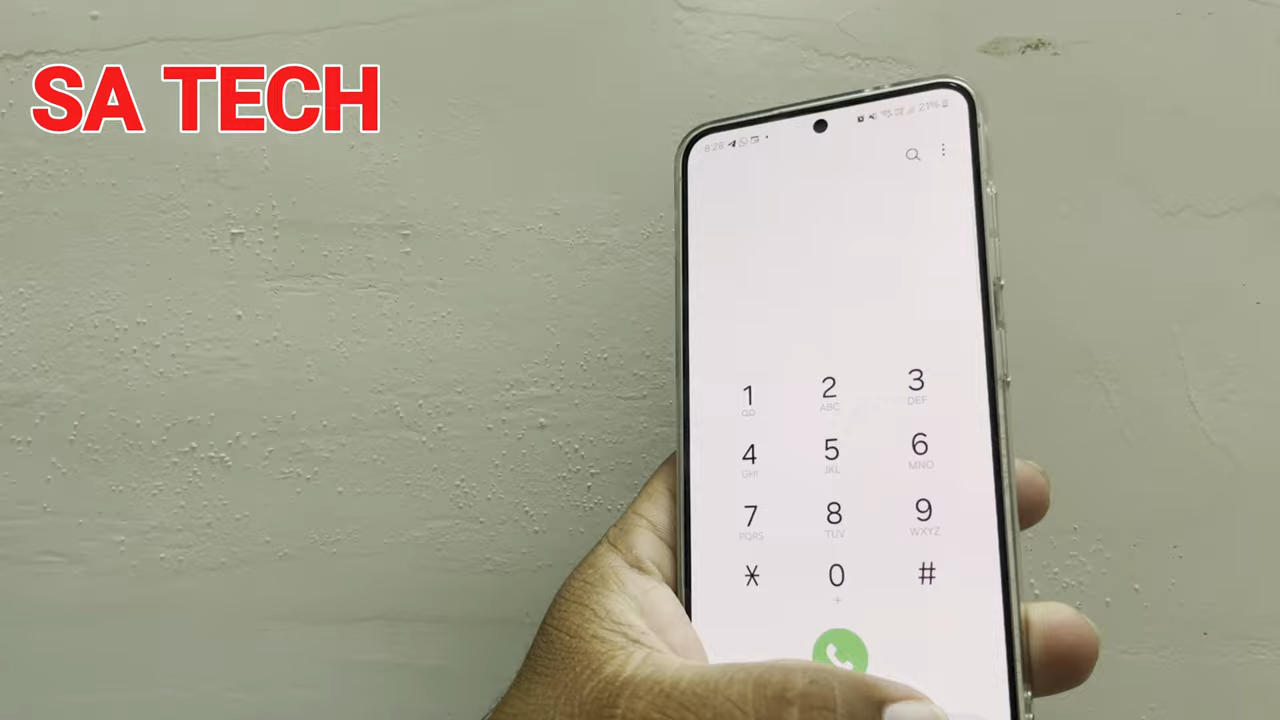 SA TECH
8:28
21%
1
2 ABC
3 DEF
4 GHI
5 JKL
6 MNO
7 PQRS
8 TUV
9 WXYZ
*
0 +
#